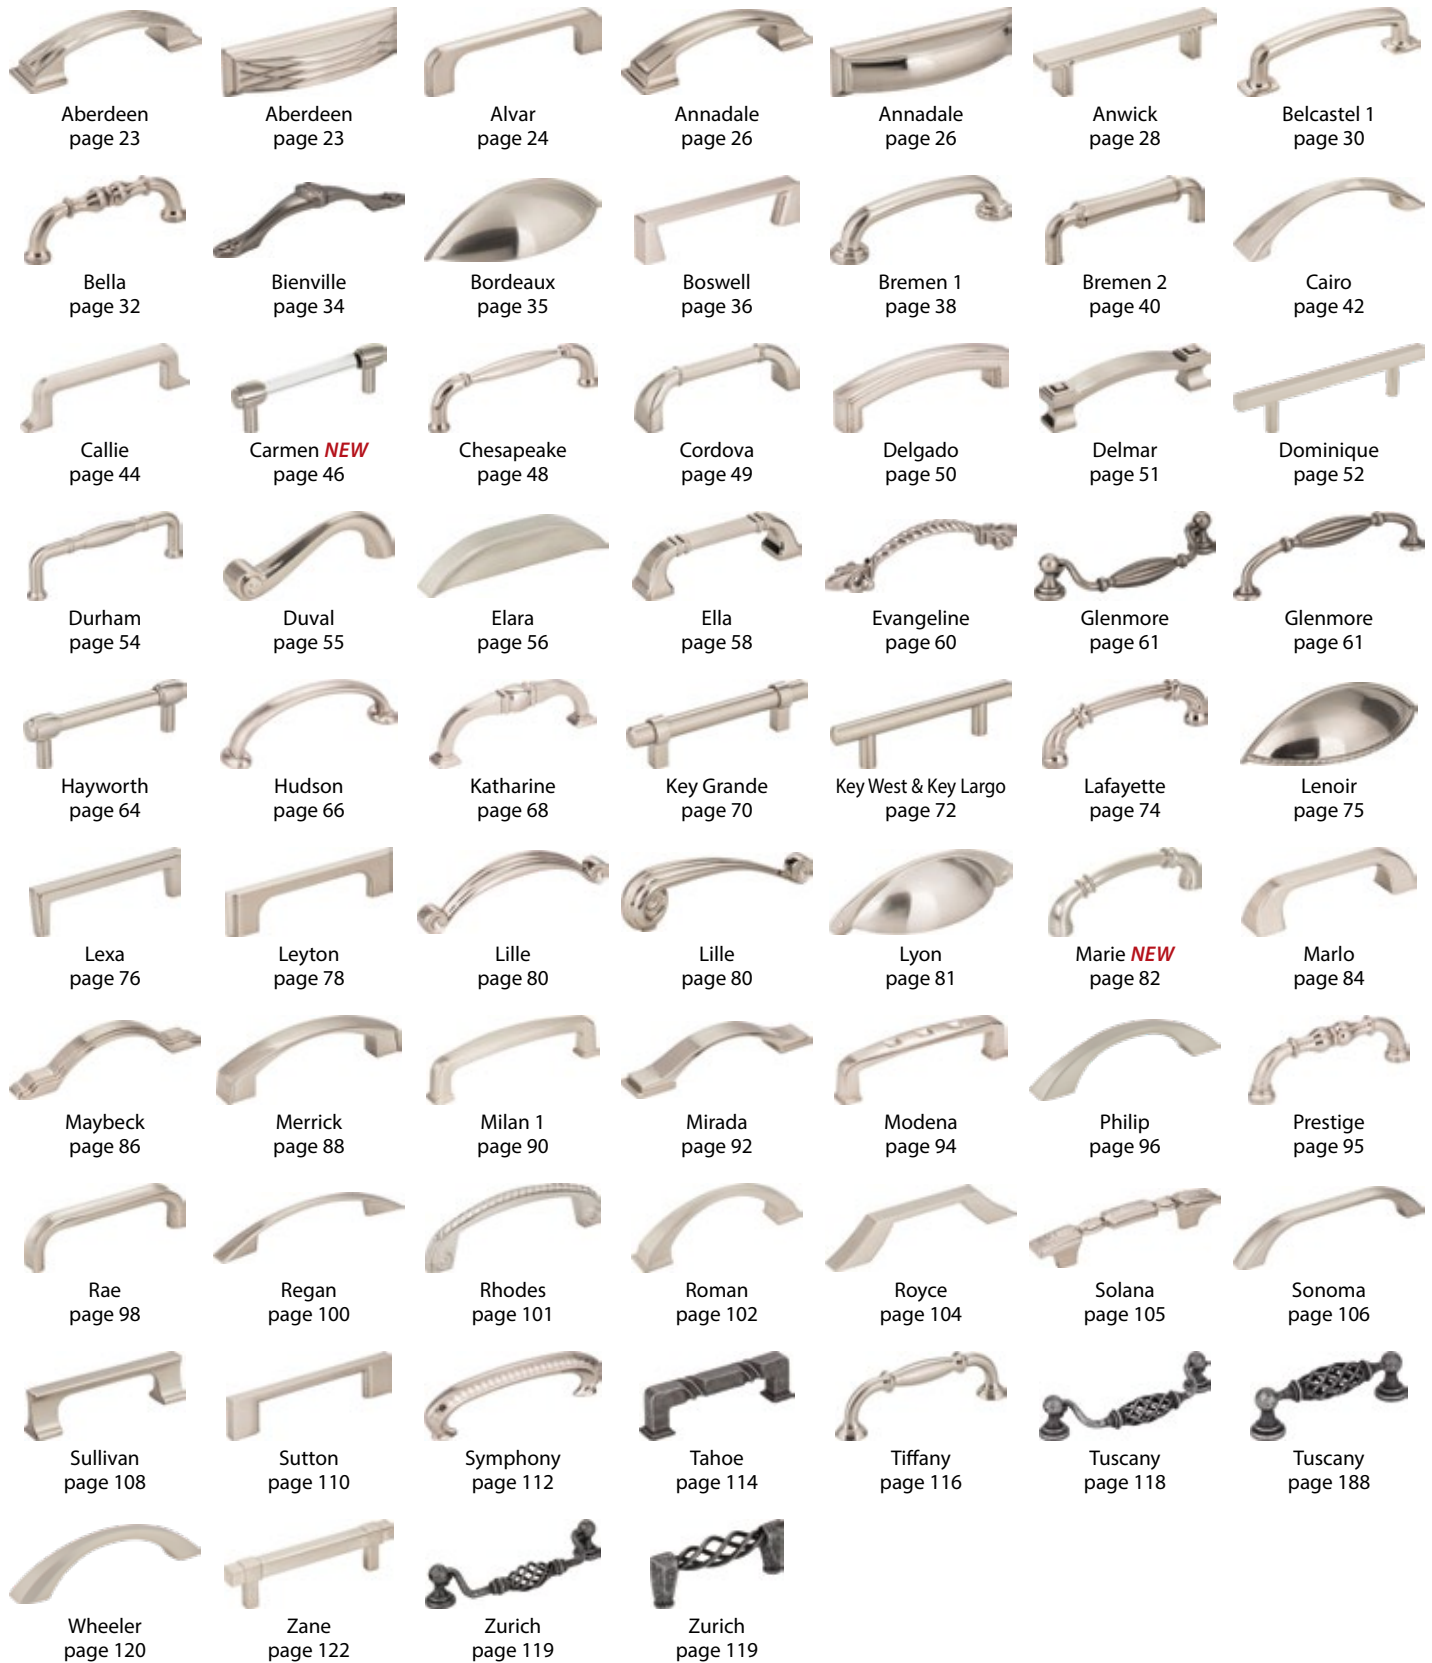 Aberdeen
page 23
Aberdeen
page 23
Alvar
page 24
Annadale
page 26
Annadale
page 26
Anwick
page 28
Belcastel 1
page 30
Bella
page 32
Bienville
page 34
Bordeaux
page 35
Boswell
page 36
Bremen 1
page 38
Bremen 2
page 40
Cairo
page 42
Callie
page 44
Carmen NEW
page 46
Chesapeake
page 48
Cordova
page 49
Delgado
page 50
Delmar
page 51
Dominique
page 52
Durham
page 54
Duval
page 55
Elara
page 56
Ella
page 58
Evangeline
page 60
Glenmore
page 61
Glenmore
page 61
Hayworth
page 64
Hudson
page 66
Katharine
page 68
Key Grande
page 70
Key West & Key Largo
page 72
Lafayette
page 74
Lenoir
page 75
Lexa
page 76
Leyton
page 78
Lille
page 80
Lille
page 80
Lyon
page 81
Marie NEW
page 82
Marlo
page 84
Maybeck
page 86
Merrick
page 88
Milan 1
page 90
Mirada
page 92
Modena
page 94
Philip
page 96
Prestige
page 95
Rae
page 98
Regan
page 100
Rhodes
page 101
Roman
page 102
Royce
page 104
Solana
page 105
Sonoma
page 106
Sullivan
page 108
Sutton
page 110
Symphony
page 112
Tahoe
page 114
Tiffany
page 116
Tuscany
page 118
Tuscany
page 188
Wheeler
page 120
Zane
page 122
Zurich
page 119
Zurich
page 119